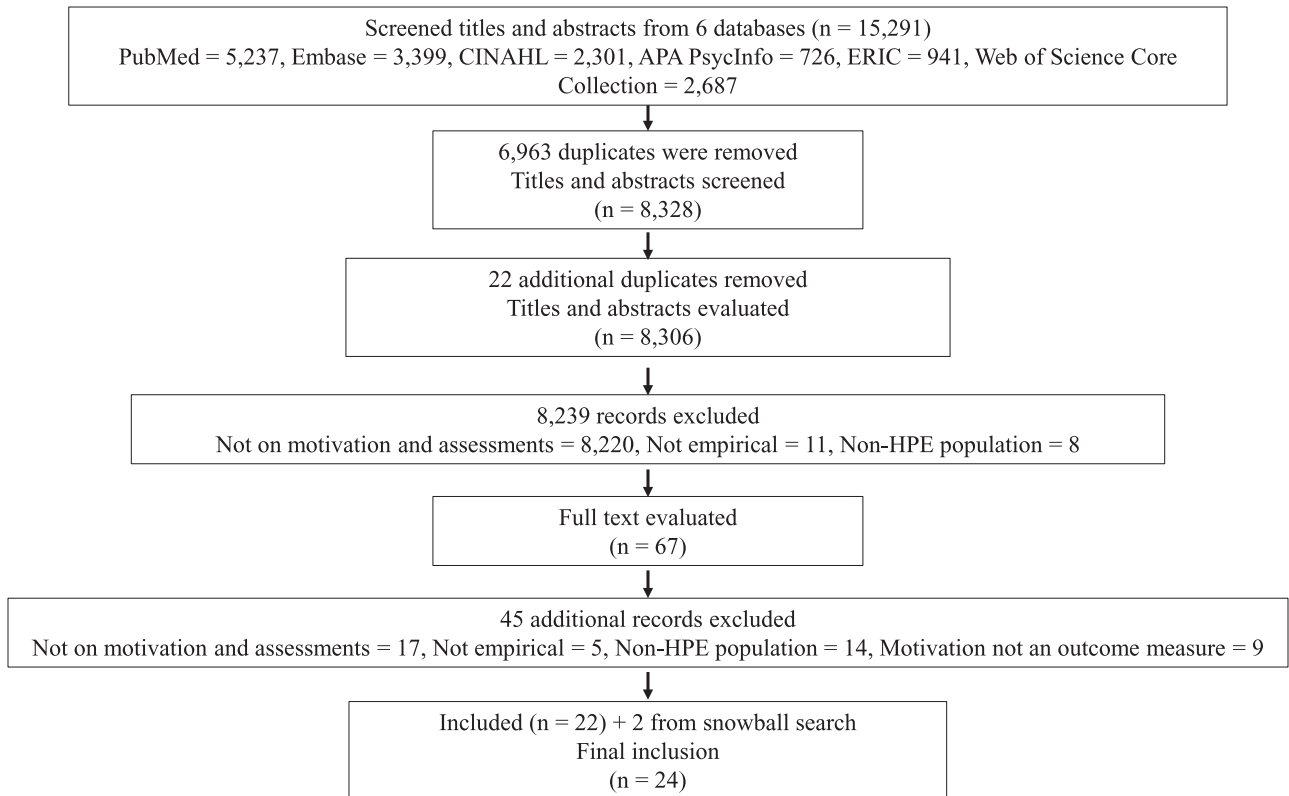 Screened titles and abstracts from 6 databases (n = 15,291)
PubMed = 5,237, Embase = 3,399, CINAHL = 2,301, APA PsycInfo = 726, ERIC = 941, Web of Science Core
Collection = 2,687
6,963 duplicates were removed
Titles and abstracts screened
(n = 8,328)
22 additional duplicates removed
Titles and abstracts evaluated
(n = 8,306)
8,239 records excluded
Not on motivation and assessments = 8,220, Not empirical = 11, Non-HPE population = 8
Full text evaluated
(n = 67)
45 additional records excluded
Not on motivation and assessments = 17, Not empirical = 5, Non-HPE population = 14, Motivation not an outcome measure = 9
Included (n = 22) + 2 from snowball search
Final inclusion
(n = 24)